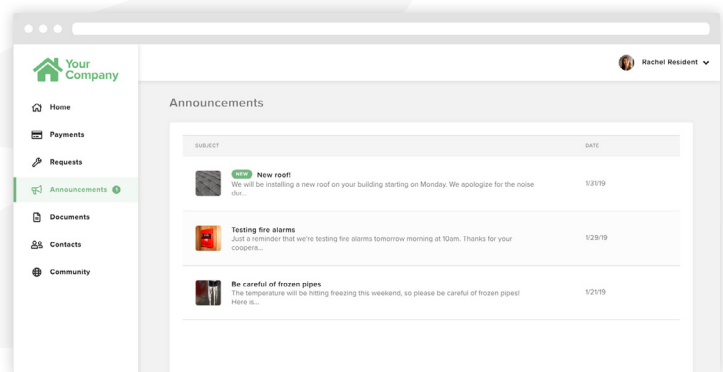 Your
Company
Rachel Resident
Home
Payments
Requests
Announcements
Documents
Contacts
Community
Announcements
SUBJECT DATE
NEW New roof!
We will be installing a new roof on your building starting on Monday. We apologize for the noise
dur...
1/31/19
Testing fire alarms
Just a reminder that we're testing fire alarms tomorrow morning at 10am. Thanks for your
coopera...
1/29/19
Be careful of frozen pipes
The temperature will be hitting freezing this weekend, so please be careful of frozen pipes!
Here is...
1/21/19